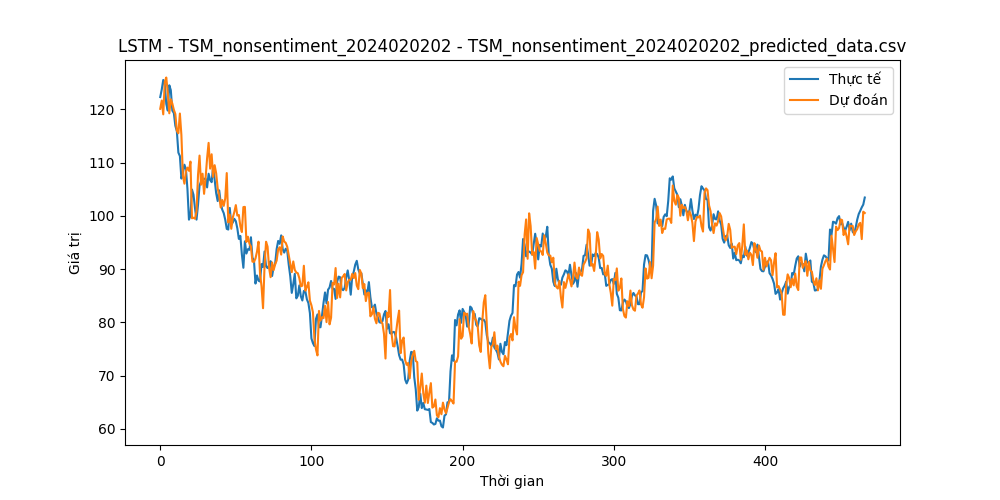 LSTM - TSM_nonsentiment_2024020202 - TSM_nonsentiment_2024020202_predicted_data.csv
Thực tế
Dự đoán
Giá trị
120
110
100
90
80
70
60
0 100 200 300 400
Thời gian